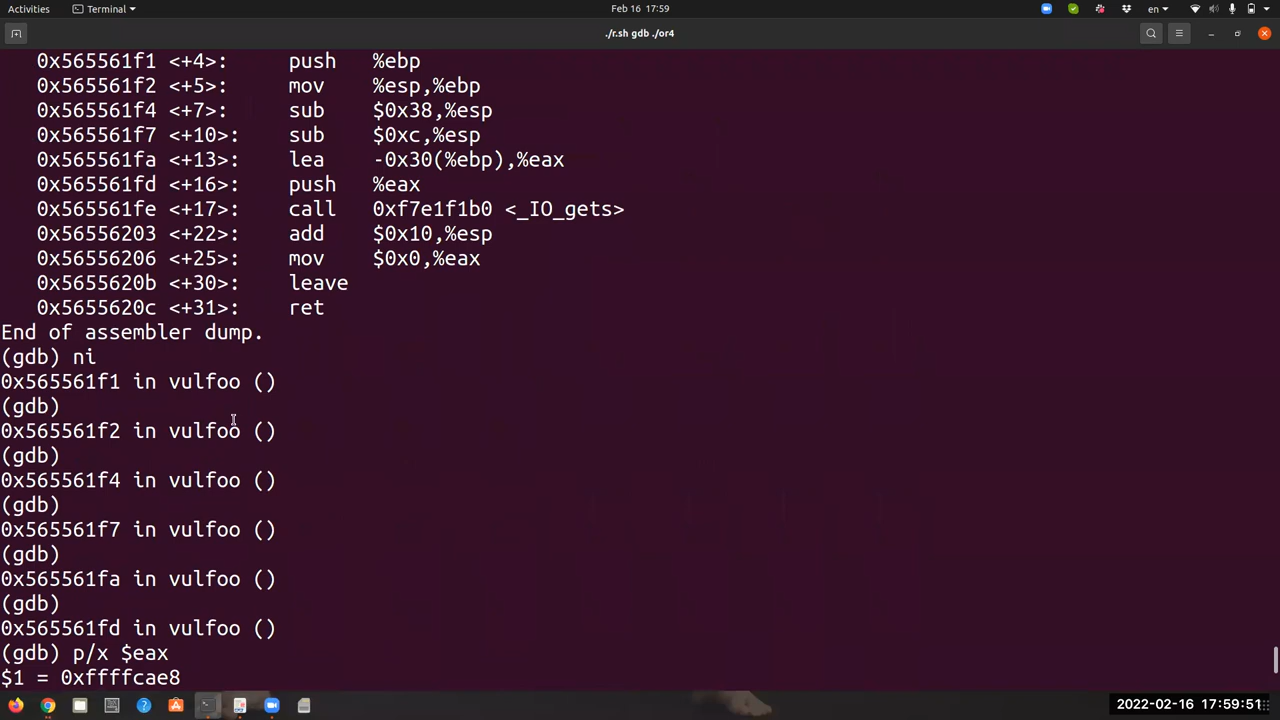 Activities
Terminal
Feb 16 17:59
en
./r.sh gdb ./or4
0x565561f1 <+4>: push %ebp
0x565561f2 <+5>: mov %esp,%ebp
0x565561f4 <+7>: sub $0x38,%esp
0x565561f7 <+10>: sub $0xc,%esp
0x565561fa <+13>: lea -0x30(%ebp),%eax
0x565561fd <+16>: push %eax
0x565561fe <+17>: call 0xf7e1f1b0 <_IO_gets>
0x56556203 <+22>: add $0x10,%esp
0x56556206 <+25>: mov $0x0,%eax
0x5655620b <+30>: leave
0x5655620c <+31>: ret
End of assembler dump.
(gdb) ni
0x565561f1 in vulfoo ()
(gdb)
0x565561f2 in vulfoo ()
(gdb)
0x565561f4 in vulfoo ()
(gdb)
0x565561f7 in vulfoo ()
(gdb)
0x565561fa in vulfoo ()
(gdb)
0x565561fd in vulfoo ()
(gdb) p/x $eax
$1 = 0xffffcae8
2022-02-16 17:59:51